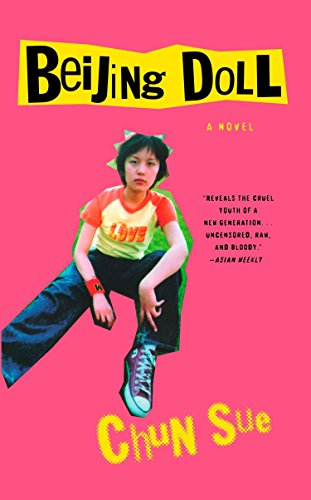 BeiJing DOLL
A NOVEL
LOVE
"REVEALS THE CRUEL
YOUTH OF A
NEW GENERATION...
UNCENSORED, RAW,
AND BLOODY."
—ASIAN WEEKLY
CHuN Sue